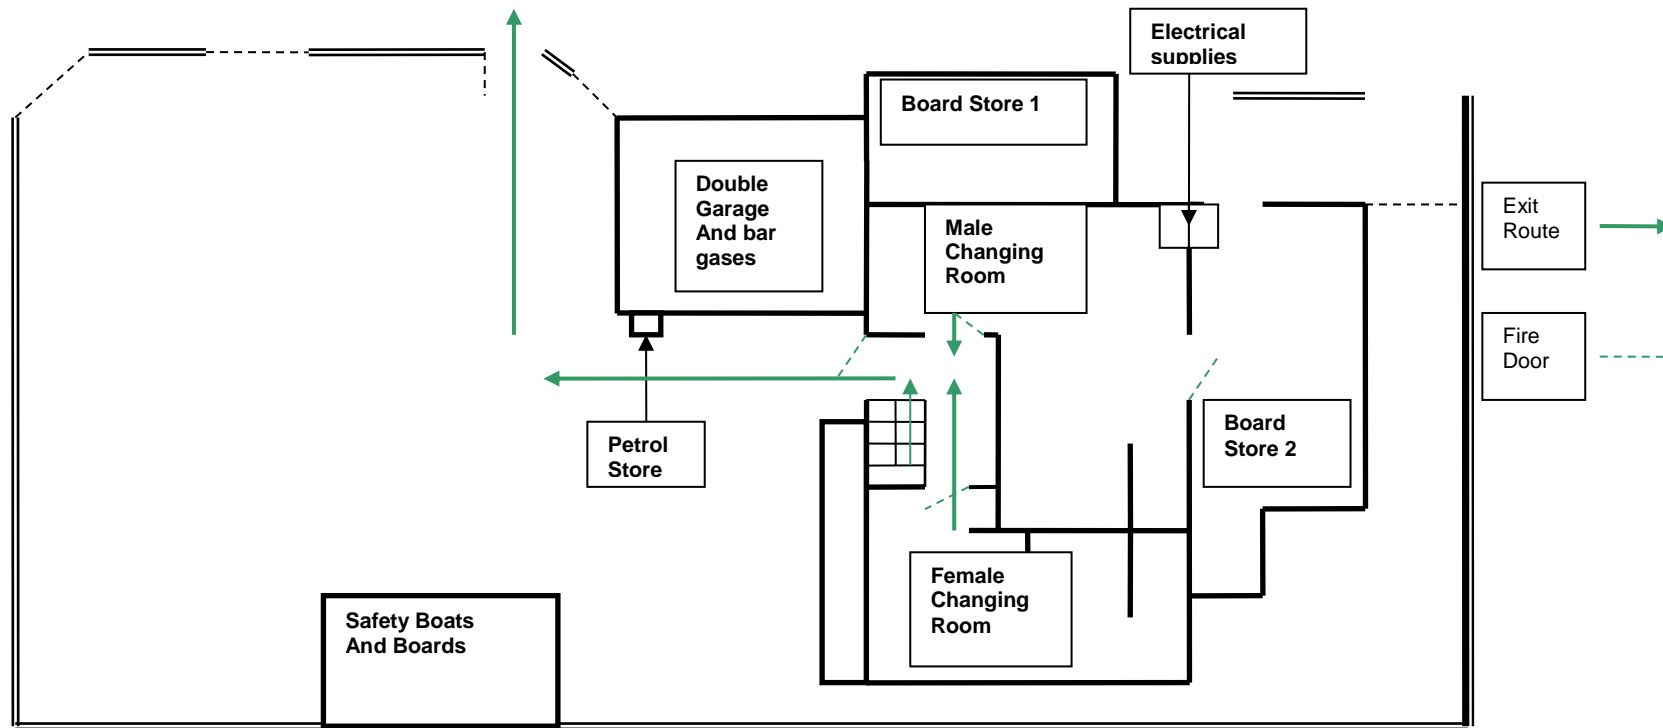 Electrical
supplies
Board Store 1
Double
Garage
And bar
gases
Male
Changing
Room
Exit
Route
Fire
Door
Petrol
Store
Board
Store 2
Female
Changing
Room
Safety Boats
And Boards